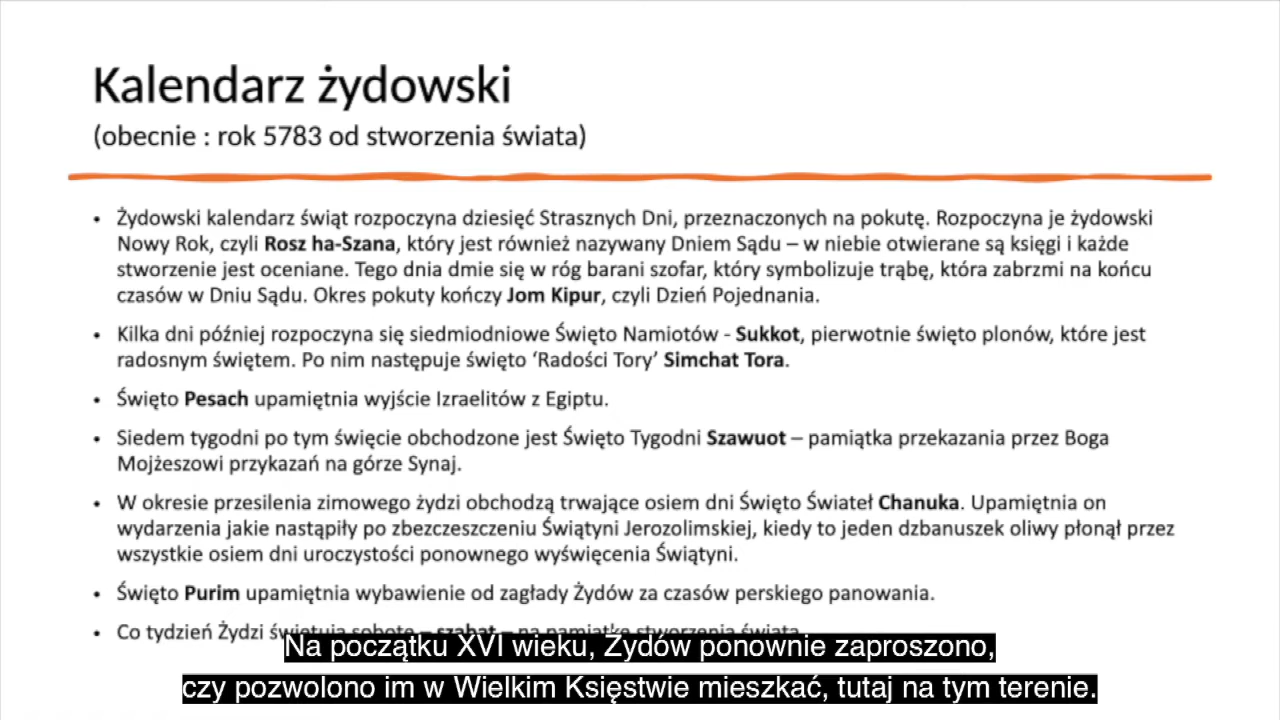 Kalendarz żydowski
(obecnie : rok 5783 od stworzenia świata)
• Żydowski kalendarz świąt rozpoczyna dziesięć Strasznych Dni, przeznaczonych na pokutę. Rozpoczyna je żydowski
Nowy Rok, czyli Rosz ha-Szana, który jest również nazywany Dniem Sądu – w niebie otwierane są księgi i każde
stworzenie jest oceniane. Tego dnia dmie się w róg barani szofar, który symbolizuje trąbę, która zabrzmi na końcu
czasów w Dniu Sądu. Okres pokuty kończy Jom Kipur, czyli Dzień Pojednania.
• Kilka dni później rozpoczyna się siedmiodniowe Święto Namiotów - Sukkot, pierwotnie święto plonów, które jest
radosnym świętem. Po nim następuje święto ‘Radości Tory’ Simchat Tora.
• Święto Pesach upamiętnia wyjście Izraelitów z Egiptu.
• Siedem tygodni po tym święcie obchodzone jest Święto Tygodni Szawuot – pamiątka przekazania przez Boga
Mojżeszowi przykazań na górze Synaj.
• W okresie przesilenia zimowego żydzi obchodzą trwające osiem dni Święto Świateł Chanuka. Upamiętnia on
wydarzenia jakie nastąpiły po zbezczeszczeniu Świątyni Jerozolimskiej, kiedy to jeden dzbanuszek oliwy płonął przez
wszystkie osiem dni uroczystości ponownego wyświęcenia Świątyni.
• Święto Purim upamiętnia wybawienie od zagłady Żydów za czasów perskiego panowania.
• Co tydzień Żydzi świętują sobotę – szabat – na pamiątkę stworzenia świata.
Na początku XVI wieku, Żydów ponownie zaproszono,
czy pozwolono im w Wielkim Księstwie mieszkać, tutaj na tym terenie.